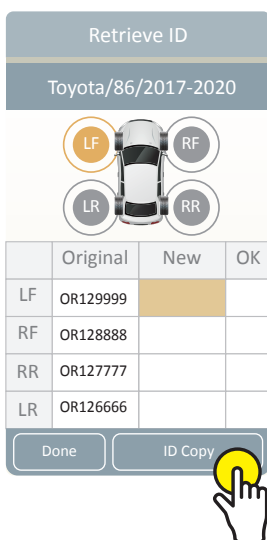 Retrieve ID
Toyota/86/2017-2020
LF RF
LR RR
Original New OK
LF OR129999
RF OR128888
RR OR127777
LR OR126666
Done ID Copy